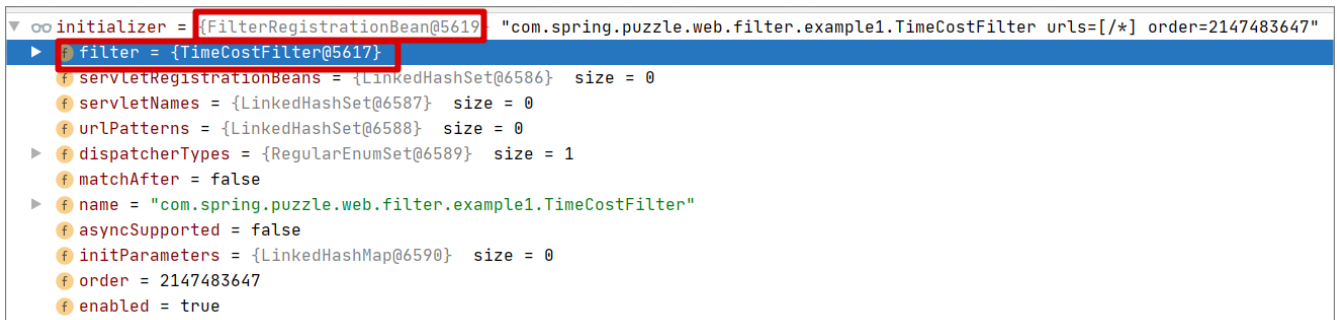 oo initializer = {FilterRegistrationBean@5619} "com.spring.puzzle.web.filter.example1.TimeCostFilter urls=[/*] order=2147483647"
f filter = {TimeCostFilter@5617}
f servletRegistrationBeans = {LinkedHashSet@6586} size = 0
f servletNames = {LinkedHashSet@6587} size = 0
f urlPatterns = {LinkedHashSet@6588} size = 0
f dispatcherTypes = {RegularEnumSet@6589} size = 1
f matchAfter = false
f name = "com.spring.puzzle.web.filter.example1.TimeCostFilter"
f asyncSupported = false
f initParameters = {LinkedHashMap@6590} size = 0
f order = 2147483647
f enabled = true